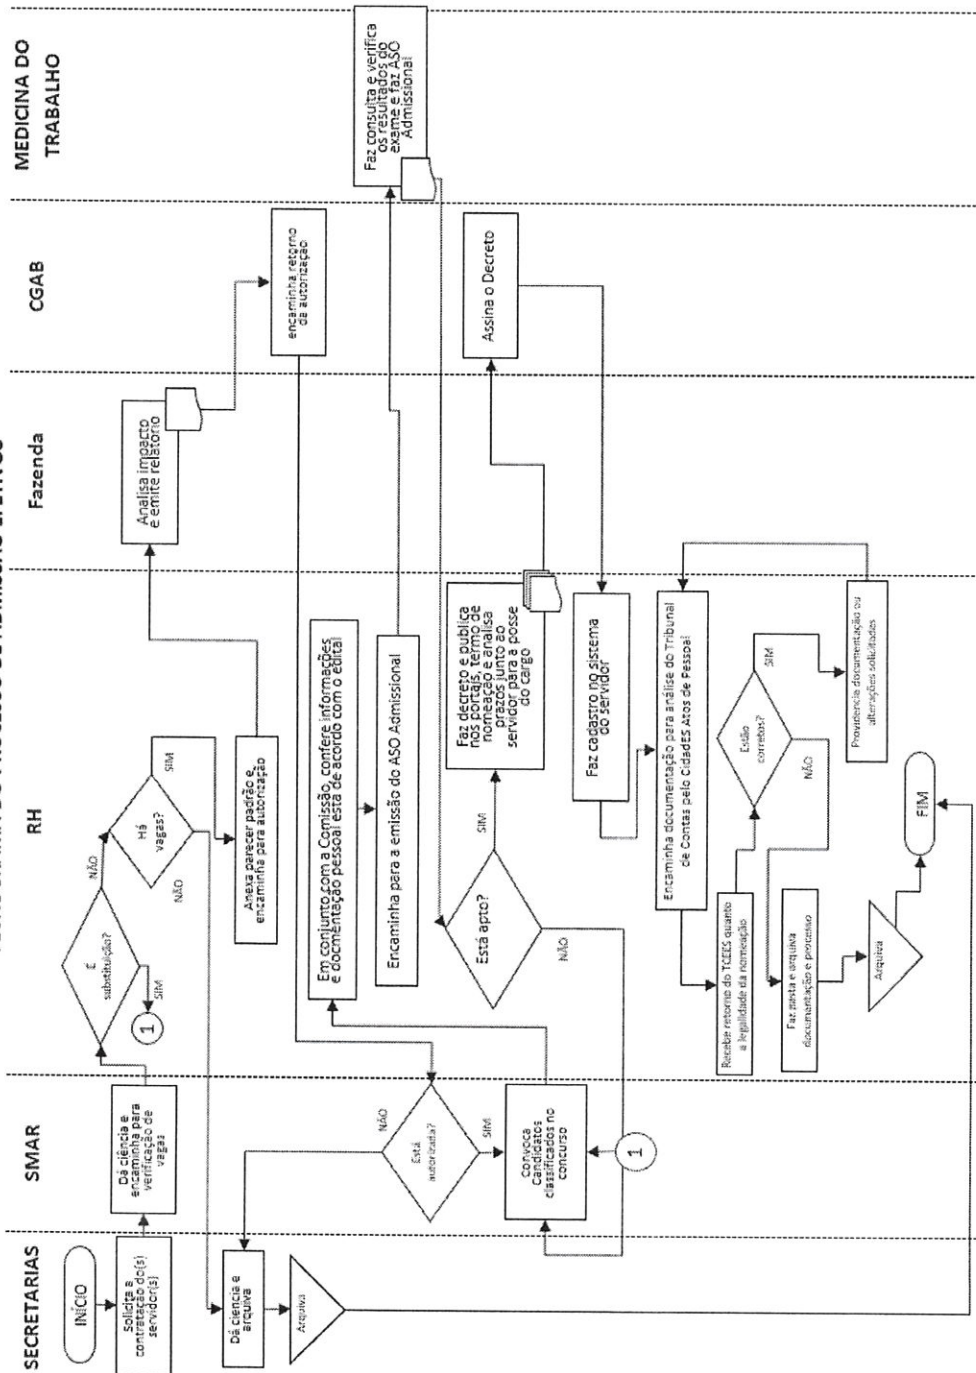 SECRETARIAS
SMAR
RH
Fazenda
CGAB
MEDICINA DO
TRABALHO
INÍCIO
Solicita a
contratação do(s)
servidor(s)
Dá ciência e
encaminha para
verificação de
vagas
É
substituição?
SIM
1
NÃO
Há
vagas?
SIM
NÃO
Anexa parecer padrão e
encaminha para autorização
Analisa impacto
e emite relatório
encaminha retorno
da autorização
Dá ciencia e
arquiva
Arquiva
Está
autorizada?
NÃO
SIM
Convoca
Candidatos
classificados no
concurso
1
Em conjunto com a Comissão, confere informações
e docmentação pessoal está de acordo com o edital
Encaminha para a emissão do ASO Admissional
Faz consulta e verifica
os resultados do
exame e faz ASO
Admissional
Está apto?
SIM
NÃO
Faz decreto e publica
nos portais, termo de
nomeação e analisa
prazos junto ao
servidor para a posse
do cargo
Assina o Decreto
Faz cadastro no sistema
do servidor
Encaminha documentação para análise do Tribunal
de Contas pelo CidadES Atos de Pessoal
Recebe retorno do TCEES quanto
a legalidade da nomeação
Estão
corretos?
SIM
NÃO
Providencia documentação ou
alterações solicitadas
Faz pasta e arquiva
documentação e processo
Arquiva
FIM